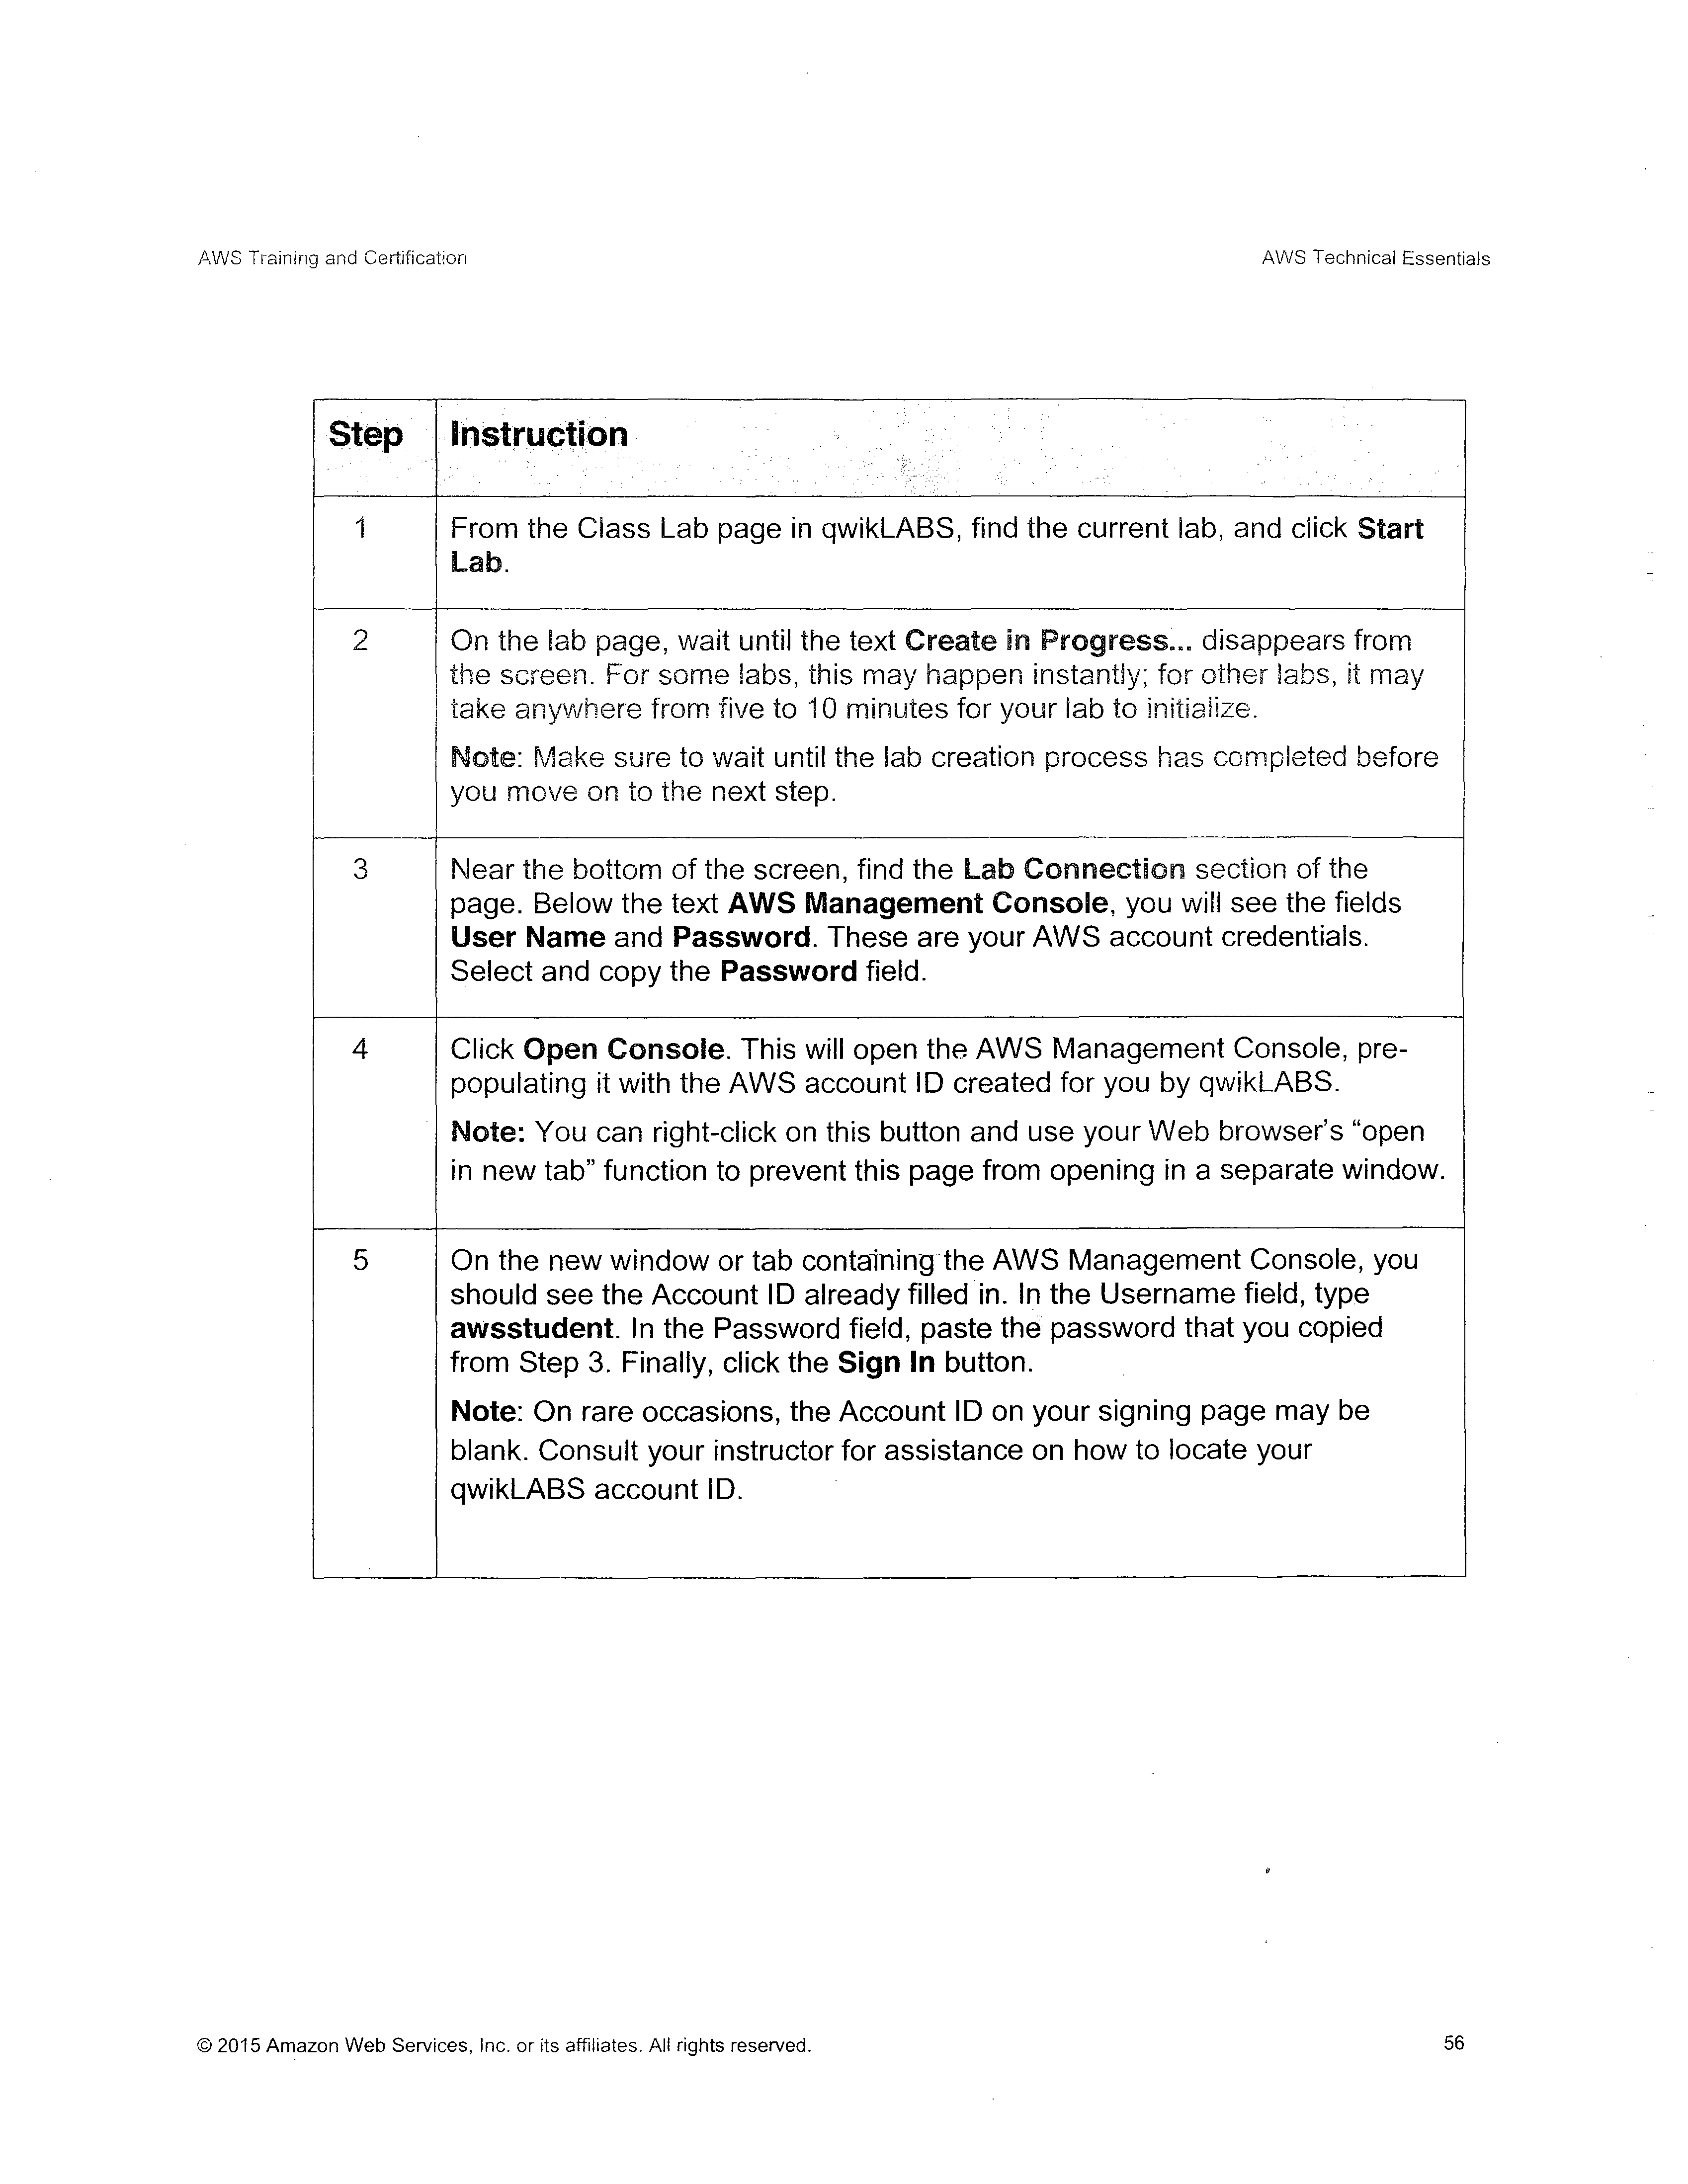 AWS Training and Certification
AWS Technical Essentials
Step Instruction
1 From the Class Lab page in qwikLABS, find the current lab, and click Start
Lab.
2 On the lab page, wait until the text Create in Progress... disappears from
the screen. For some labs, this may happen instantly; for other labs, it may
take anywhere from five to 10 minutes for your lab to initialize.
Note: Make sure to wait until the lab creation process has completed before
you move on to the next step.
3 Near the bottom of the screen, find the Lab Connection section of the
page. Below the text AWS Management Console, you will see the fields
User Name and Password. These are your AWS account credentials.
Select and copy the Password field.
4 Click Open Console. This will open the AWS Management Console, pre-
populating it with the AWS account ID created for you by qwikLABS.
Note: You can right-click on this button and use your Web browser’s “open
in new tab” function to prevent this page from opening in a separate window.
5 On the new window or tab containing the AWS Management Console, you
should see the Account ID already filled in. In the Username field, type
awsstudent. In the Password field, paste the password that you copied
from Step 3. Finally, click the Sign In button.
Note: On rare occasions, the Account ID on your signing page may be
blank. Consult your instructor for assistance on how to locate your
qwikLABS account ID.
© 2015 Amazon Web Services, Inc. or its affiliates. All rights reserved.
56